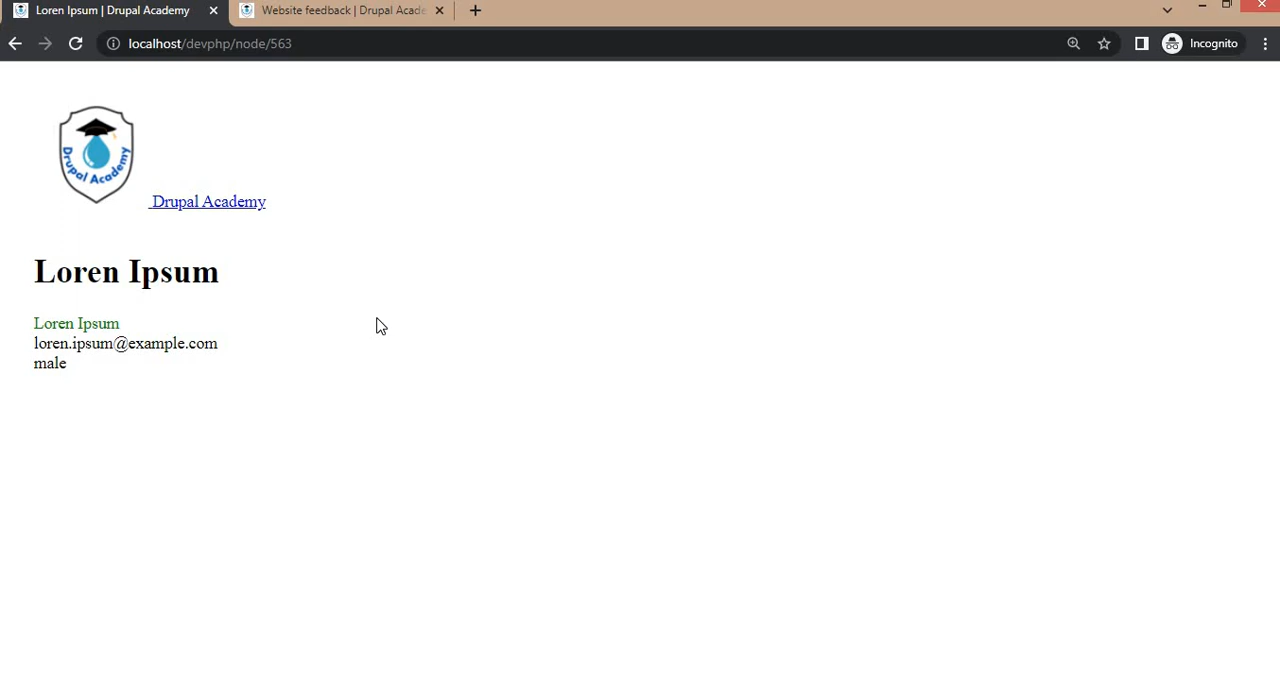 Loren Ipsum | Drupal Academy
Website feedback | Drupal Acade
localhost/devphp/node/563
Incognito
Drupal Academy
Drupal Academy
Loren Ipsum
Loren Ipsum
loren.ipsum@example.com
male